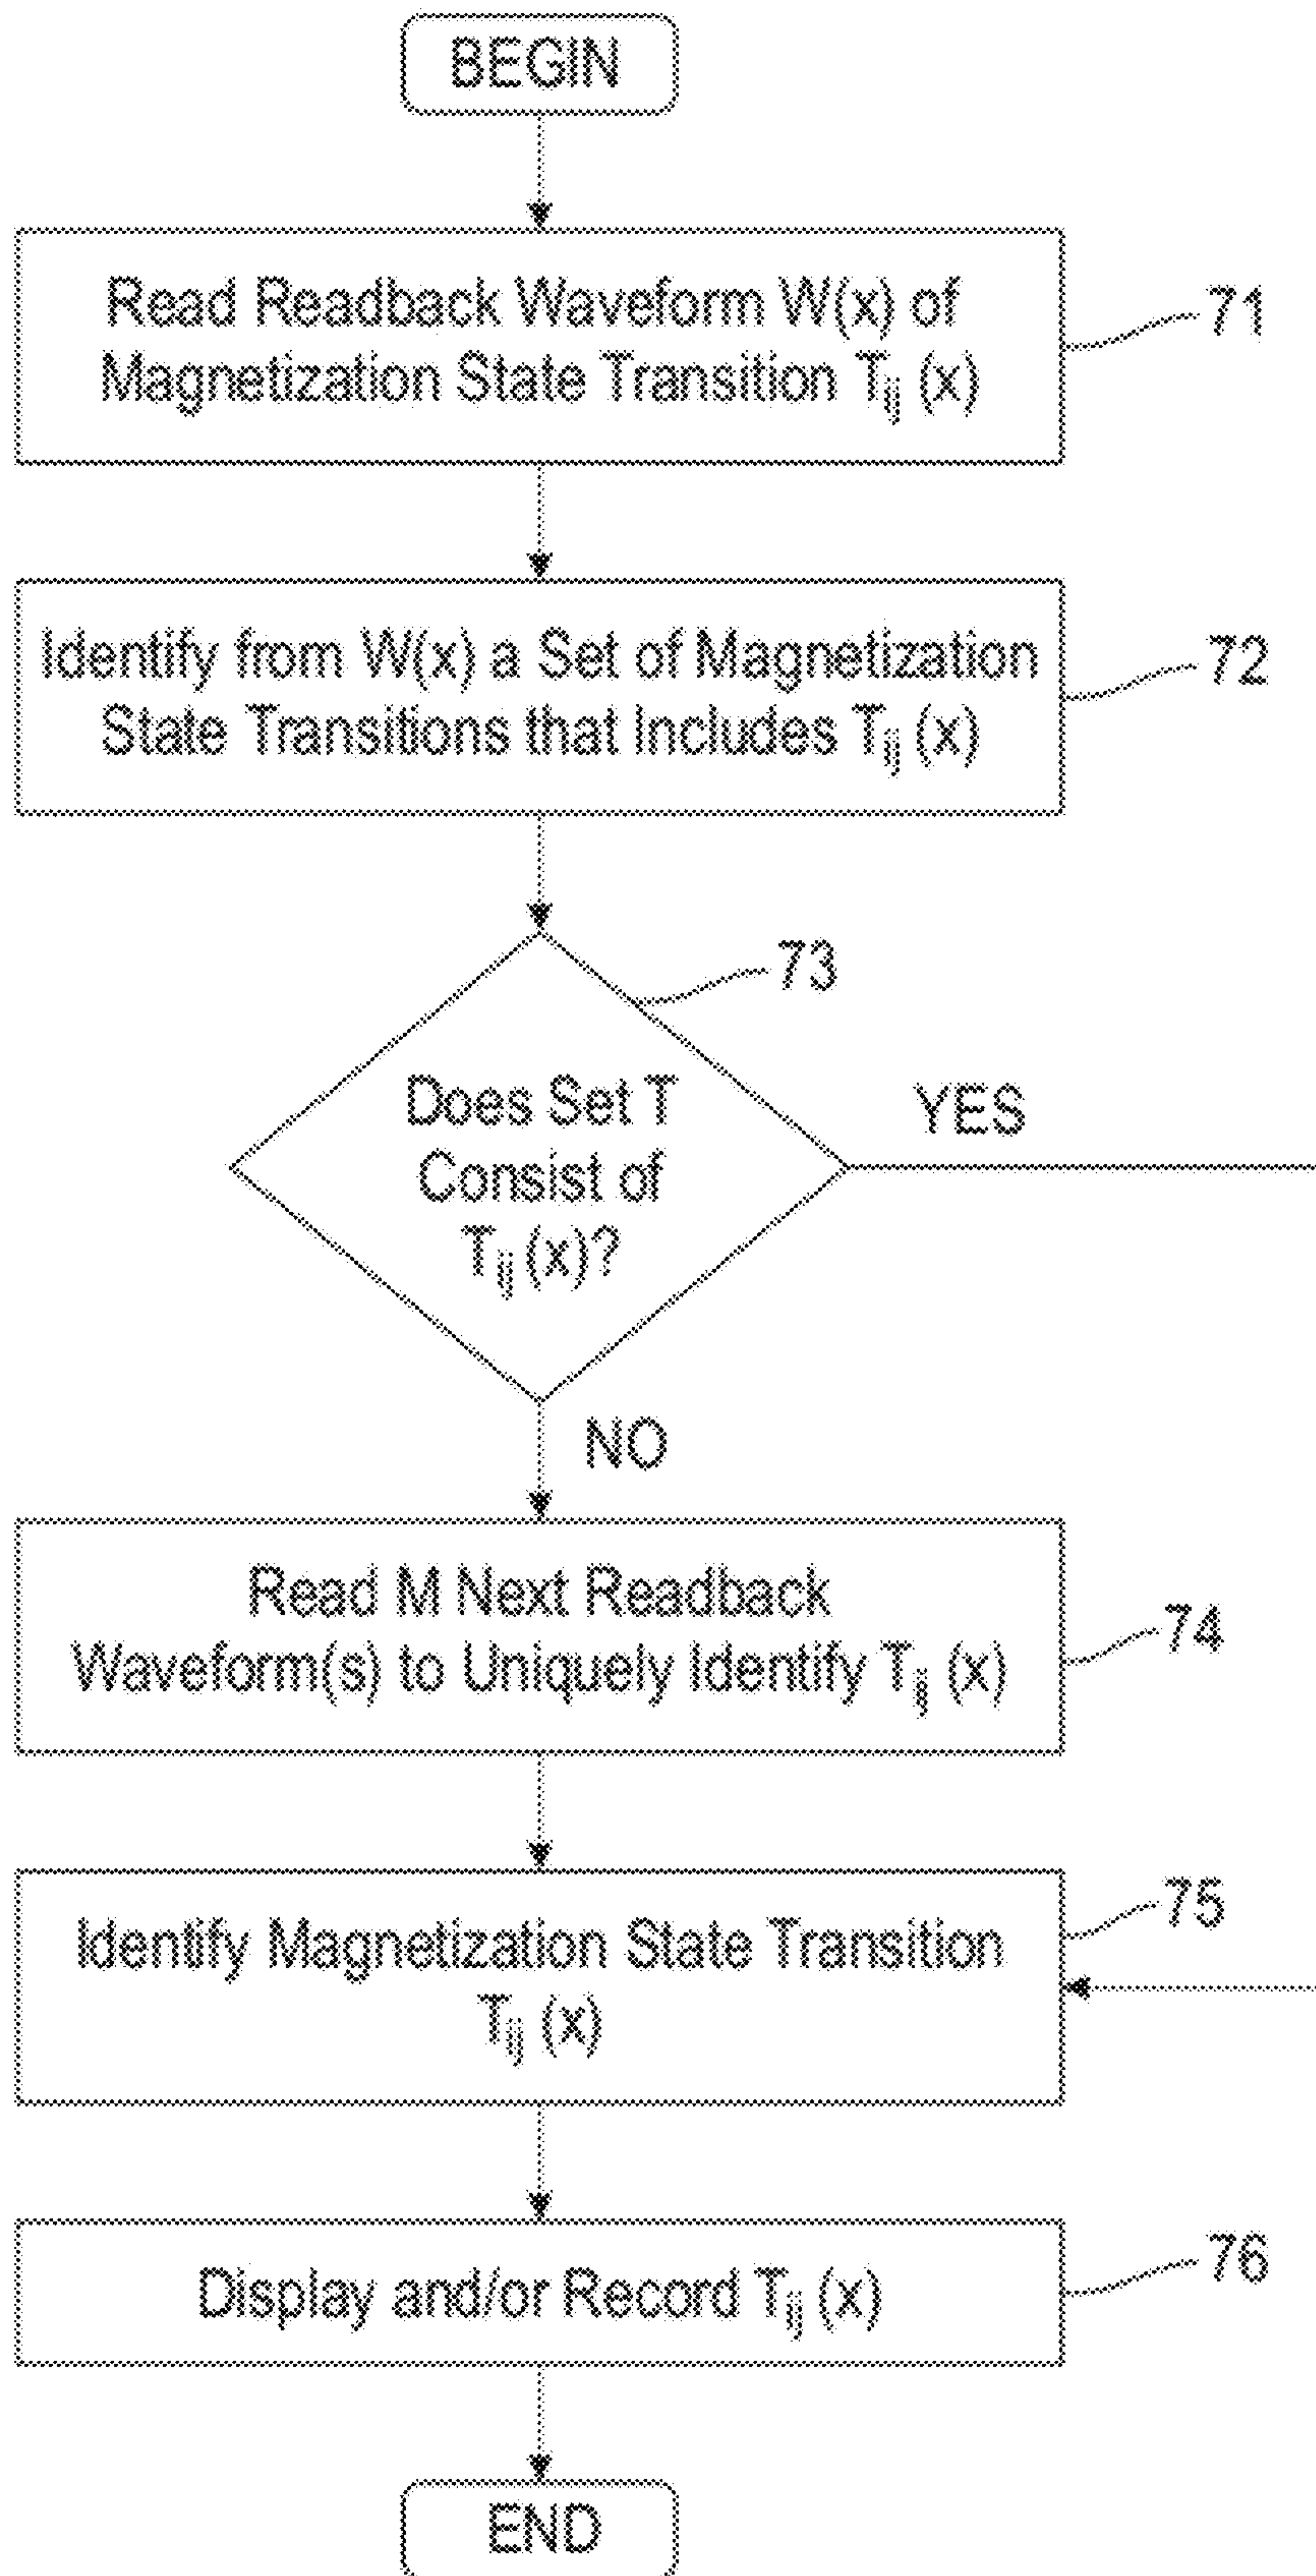 BEGIN
Read Readback Waveform W(x) of
Magnetization State Transition Tij (x)
71
Identify from W(x) a Set of Magnetization
State Transitions that Includes Tij (x)
72
73
Does Set T
Consist of
Tij (x)?
YES
NO
Read M Next Readback
Waveform(s) to Uniquely Identify Tij (x)
74
Identify Magnetization State Transition
Tij (x)
75
Display and/or Record Tij (x)
76
END